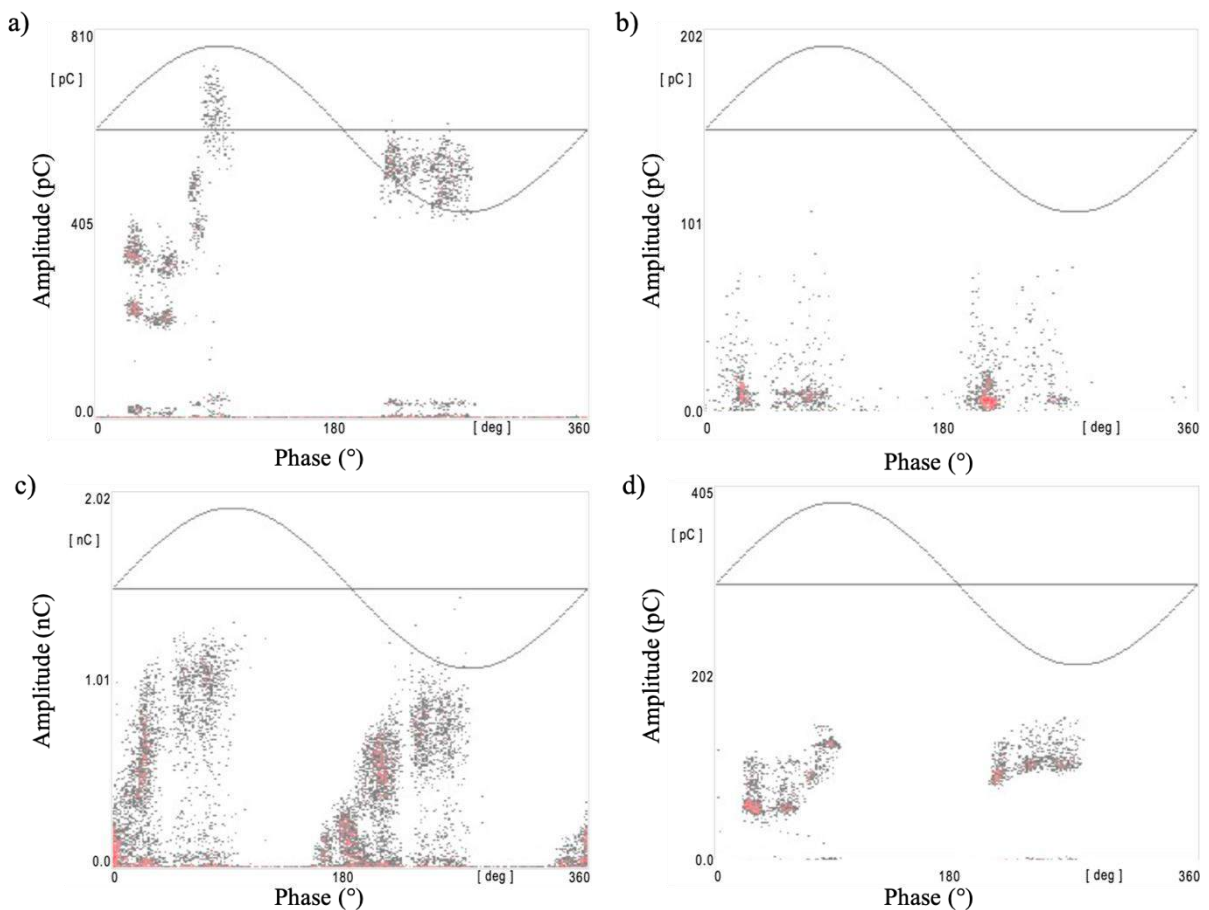 a)
810
[ pC ]
Amplitude (pC)
405
0.0
0
180
[ deg ]
360
Phase (°)
b)
202
[ pC ]
Amplitude (pC)
101
0.0
0
180
[ deg ]
360
Phase (°)
c)
2.02
[ nC ]
Amplitude (nC)
1.01
0.0
0
180
[ deg ]
360
Phase (°)
d)
405
[ pC ]
Amplitude (pC)
202
0.0
0
180
[ deg ]
360
Phase (°)